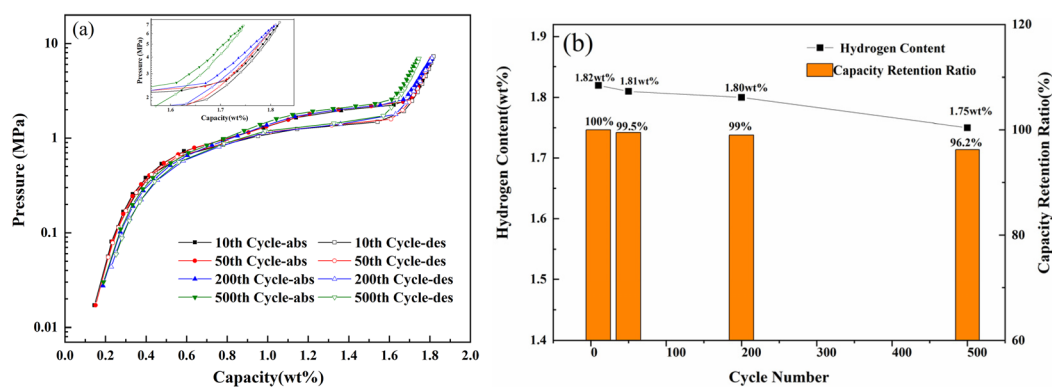 (a)
Pressure (MPa)
10
1
0.1
0.01
0.0 0.2 0.4 0.6 0.8 1.0 1.2 1.4 1.6 1.8 2.0
Capacity(wt%)
Pressure (MPa)
7
6
5
4
3
2
1.6 1.7 1.8
Capacity(wt%)
10th Cycle-abs 10th Cycle-des
50th Cycle-abs 50th Cycle-des
200th Cycle-abs 200th Cycle-des
500th Cycle-abs 500th Cycle-des
(b)
Hydrogen Content(wt%)
1.9
1.8
1.7
1.6
1.5
1.4
0 100 200 300 400 500
Cycle Number
120
100
80
60
Capacity Retention Ratio(%)
Hydrogen Content
Capacity Retention Ratio
1.82wt% 1.81wt% 1.80wt% 1.75wt%
100% 99.5% 99% 96.2%